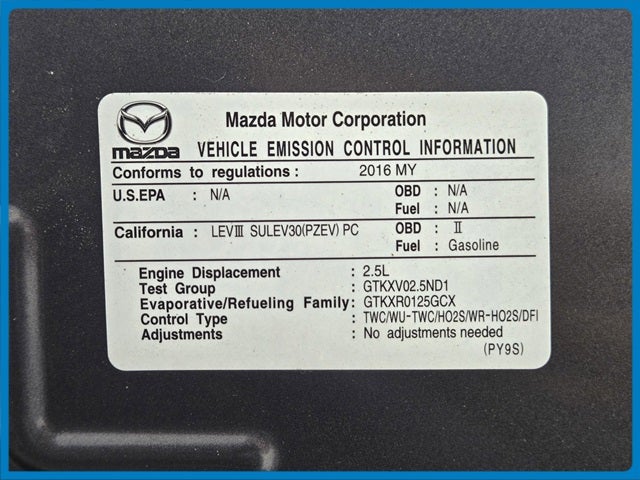 Mazda Motor Corporation
mazda VEHICLE EMISSION CONTROL INFORMATION
Conforms to regulations : 2016 MY
U.S.EPA : N/A OBD : N/A
Fuel : N/A
California : LEVⅢ SULEV30(PZEV) PC OBD : Ⅱ
Fuel : Gasoline
Engine Displacement : 2.5L
Test Group : GTKXV02.5ND1
Evaporative/Refueling Family: GTKXR0125GCX
Control Type : TWC/WU-TWC/HO2S/WR-HO2S/DFI
Adjustments : No adjustments needed
(PY9S)